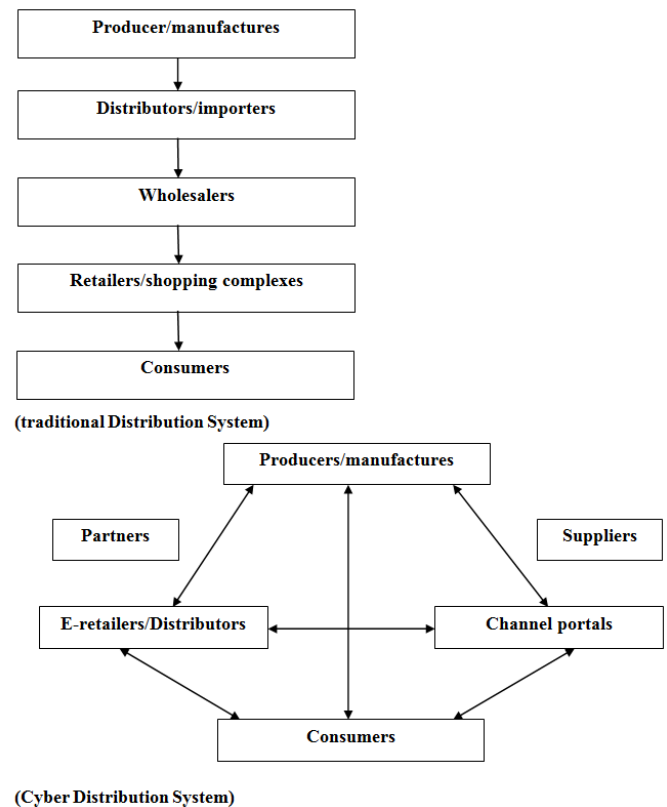 Producer/manufactures
Distributors/importers
Wholesalers
Retailers/shopping complexes
Consumers
(traditional Distribution System)
Producers/manufactures
Partners
Suppliers
E-retailers/Distributors
Channel portals
Consumers
(Cyber Distribution System)